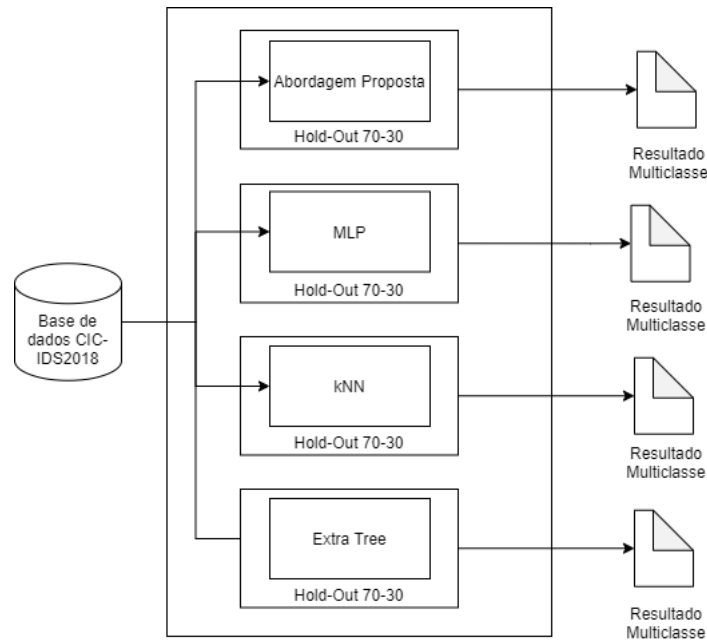 Abordagem Proposta
Hold-Out 70-30
Resultado
Multiclasse
MLP
Hold-Out 70-30
Resultado
Multiclasse
Base de
dados CIC-
IDS2018
kNN
Hold-Out 70-30
Resultado
Multiclasse
Extra Tree
Hold-Out 70-30
Resultado
Multiclasse